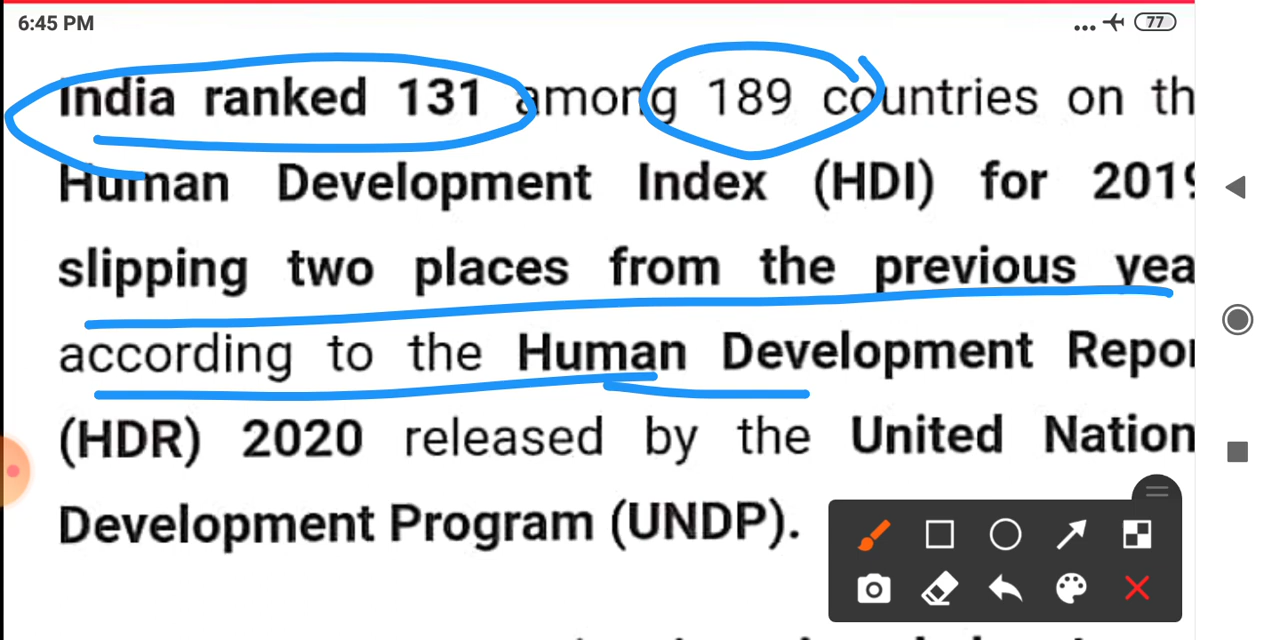 6:45 PM
77
India ranked 131 among 189 countries on th
Human Development Index (HDI) for 2019
slipping two places from the previous yea
according to the Human Development Repor
(HDR) 2020 released by the United Nation
Development Program (UNDP).